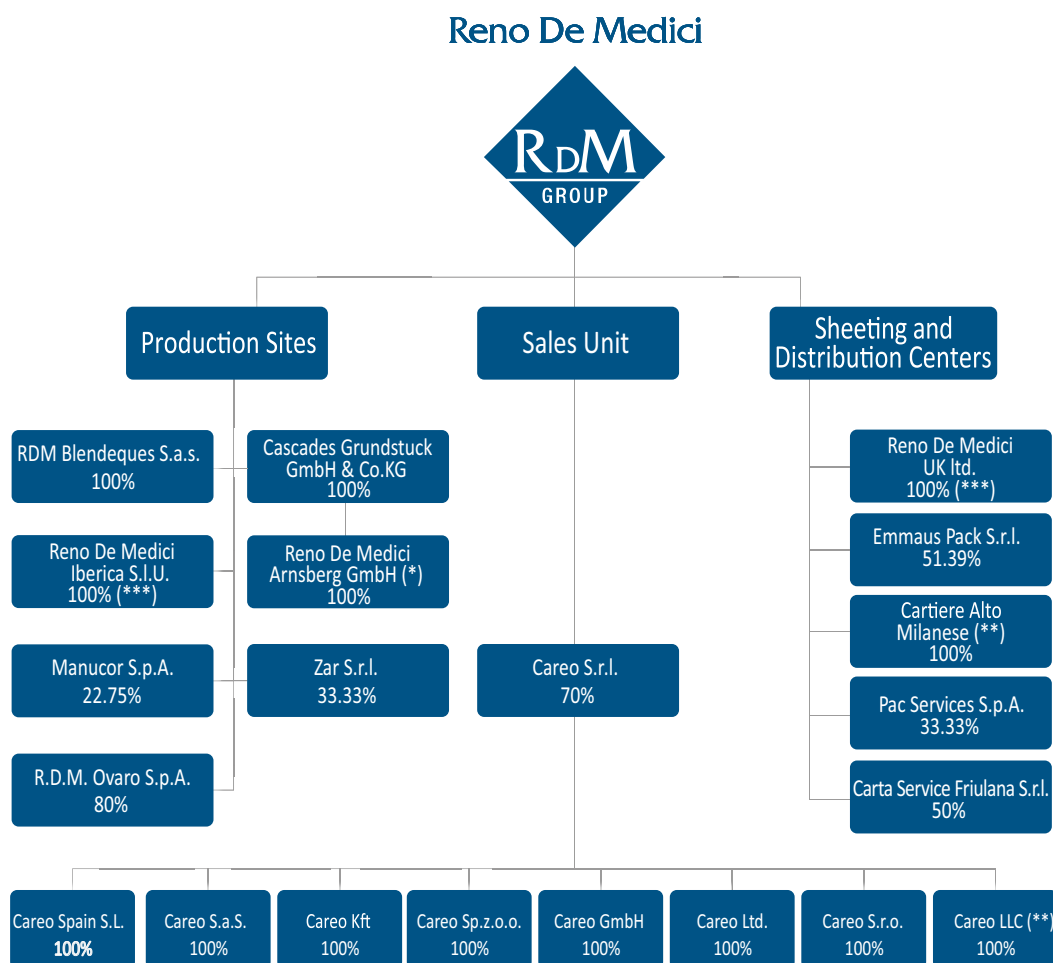 Reno De Medici
RDM
GROUP
Production Sites
Sales Unit
Sheeting and
Distribution Centers
RDM Blendeques S.a.s.
100%
Cascades Grundstuck
GmbH & Co.KG
100%
Reno De Medici
Iberica S.l.U.
100% (***)
Reno De Medici
Arnsberg GmbH (*)
100%
Manucor S.p.A.
22.75%
Zar S.r.l.
33.33%
R.D.M. Ovaro S.p.A.
80%
Careo S.r.l.
70%
Reno De Medici
UK ltd.
100% (***)
Emmaus Pack S.r.l.
51.39%
Cartiere Alto
Milanese (**)
100%
Pac Services S.p.A.
33.33%
Carta Service Friulana S.r.l.
50%
Careo Spain S.L.
100%
Careo S.a.S.
100%
Careo Kft
100%
Careo Sp.z.o.o.
100%
Careo GmbH
100%
Careo Ltd.
100%
Careo S.r.o.
100%
Careo LLC (**)
100%